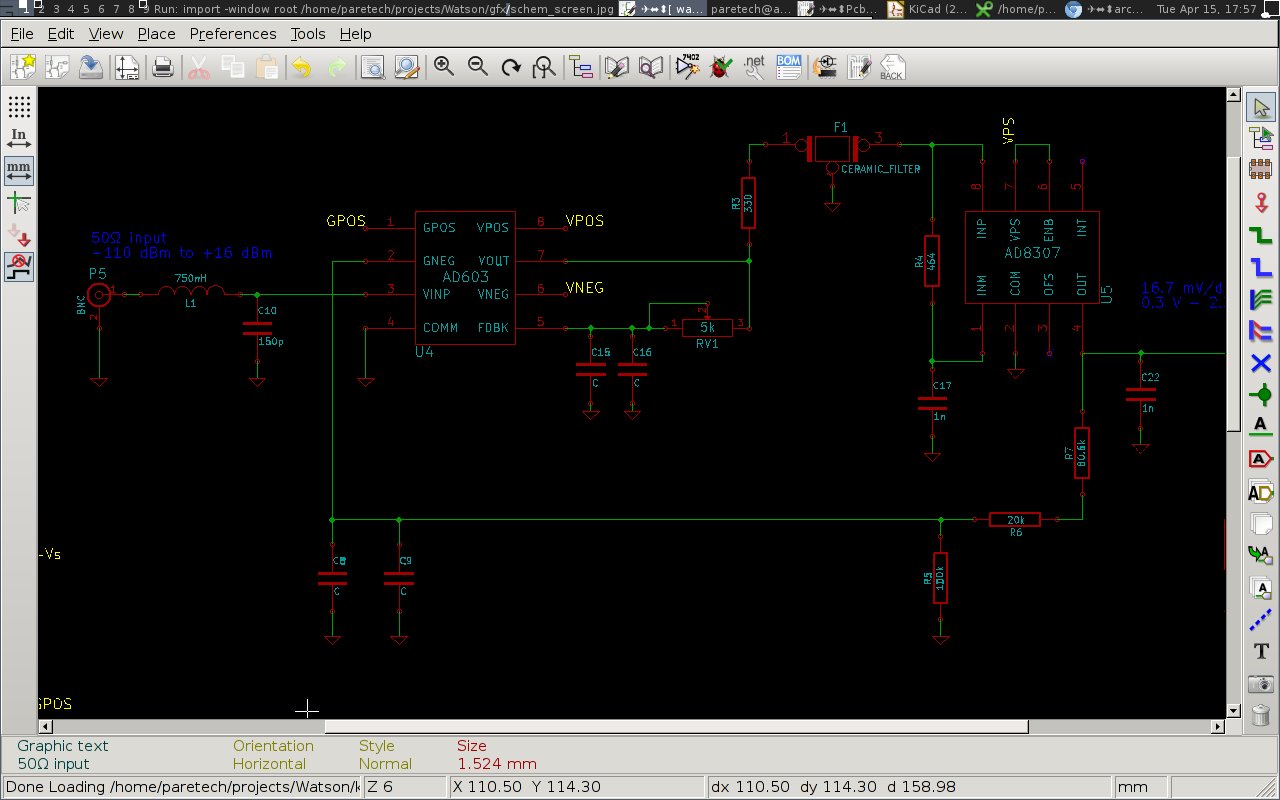 1 2 3 4 5 6 7 8 9 Run: import -window root /home/paretech/projects/Watson/gfx/schem_screen.jpg [ wa... paretech@a... Pcb... KiCad (2... /home/p... arc... Tue Apr 15, 17:57
File Edit View Place Preferences Tools Help
7402 .net BOM BACK
In
mm
F1
1 3
2
CERAMIC_FILTER
VPS
R3 330
8 7 6 5
INP VPS ENB INT
AD8307
INM COM OFS OUT
U5
1 2 3 4
R4 464
GPOS 1 GPOS VPOS 8 VPOS
2 GNEG VOUT 7
AD603
3 VINP VNEG 6 VNEG
4 COMM FDBK 5
U4
50Ω input
-110 dBm to +16 dBm
P5
BNC
1
2
750nH
L1
C10
150p
16.7 mV/d
0.3 V -
1 5k 3
2
RV1
C15 C16
C C
C17
1n
C22
1n
R7 80.6k
20k
R6
R5 100k
-Vs
C8 C9
C C
GPOS
A
A
AD
A
A
T
Graphic text Orientation Style Size
50Ω input Horizontal Normal 1.524 mm
Done Loading /home/paretech/projects/Watson/k Z 6 X 110.50 Y 114.30 dx 110.50 dy 114.30 d 158.98 mm